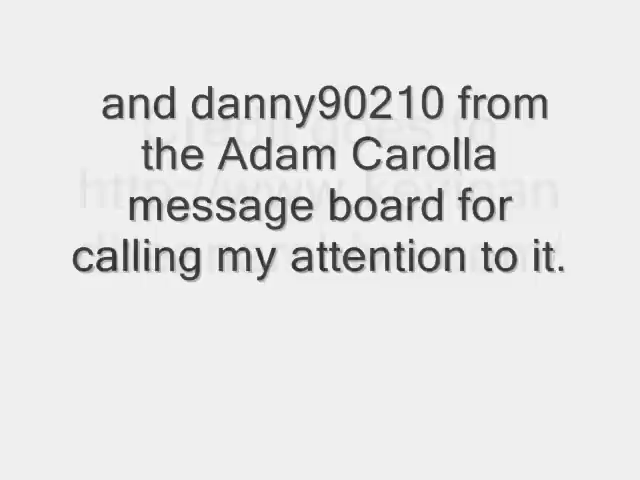 and danny90210 from
the Adam Carolla
message board for
calling my attention to it.